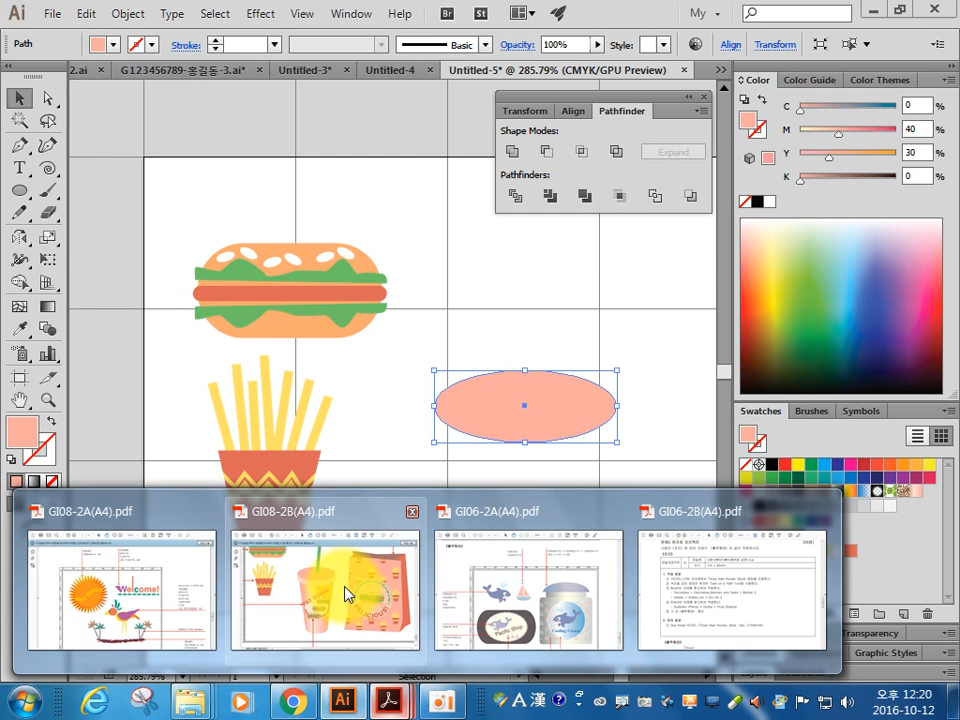 Ai File Edit Object Type Select Effect View Window Help Br St My
Path Stroke: Basic Opacity: 100% Style: Align Transform
2.ai × G123456789-홍길동-3.ai* × Untitled-3* × Untitled-4 × Untitled-5* @ 285.79% (CMYK/GPU Preview) ×
Color Color Guide Color Themes
C 0 %
M 40 %
Y 30 %
K 0 %
Transform Align Pathfinder
Shape Modes:
Expand
Pathfinders:
Swatches Brushes Symbols
GI08-2A(A4).pdf GI08-2B(A4).pdf GI06-2A(A4).pdf GI06-2B(A4).pdf
Welcome!
Pacific Ship
Transparency
Graphic Styles
285.79% 1 Selection
A 漢
오후 12:20
2016-10-12